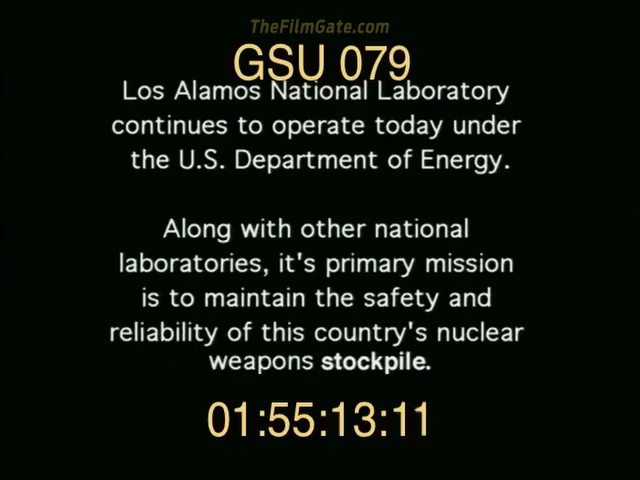 TheFilmGate.com
GSU 079
Los Alamos National Laboratory
continues to operate today under
the U.S. Department of Energy.
Along with other national
laboratories, it's primary mission
is to maintain the safety and
reliability of this country's nuclear
weapons stockpile.
01:55:13:11